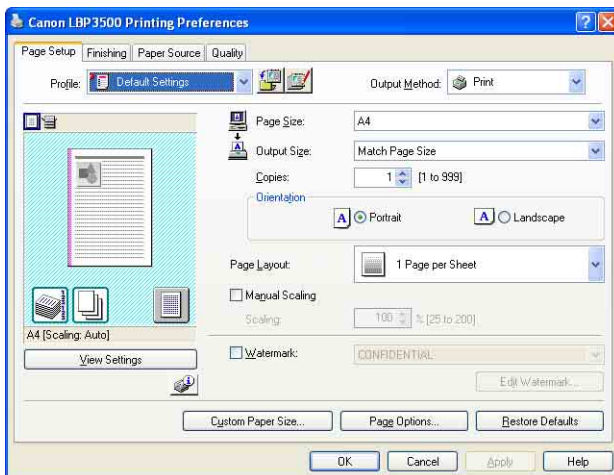 Canon LBP3500 Printing Preferences
Page Setup Finishing Paper Source Quality
Profile: Default Settings Output Method: Print
Page Size: A4
Output Size: Match Page Size
Copies: 1 [1 to 999]
Orientation
A Portrait A Landscape
Page Layout: 1 Page per Sheet
Manual Scaling
Scaling: 100 % [25 to 200]
A4 [Scaling: Auto]
View Settings
Watermark: CONFIDENTIAL
Edit Watermark...
Custom Paper Size... Page Options... Restore Defaults
OK Cancel Apply Help